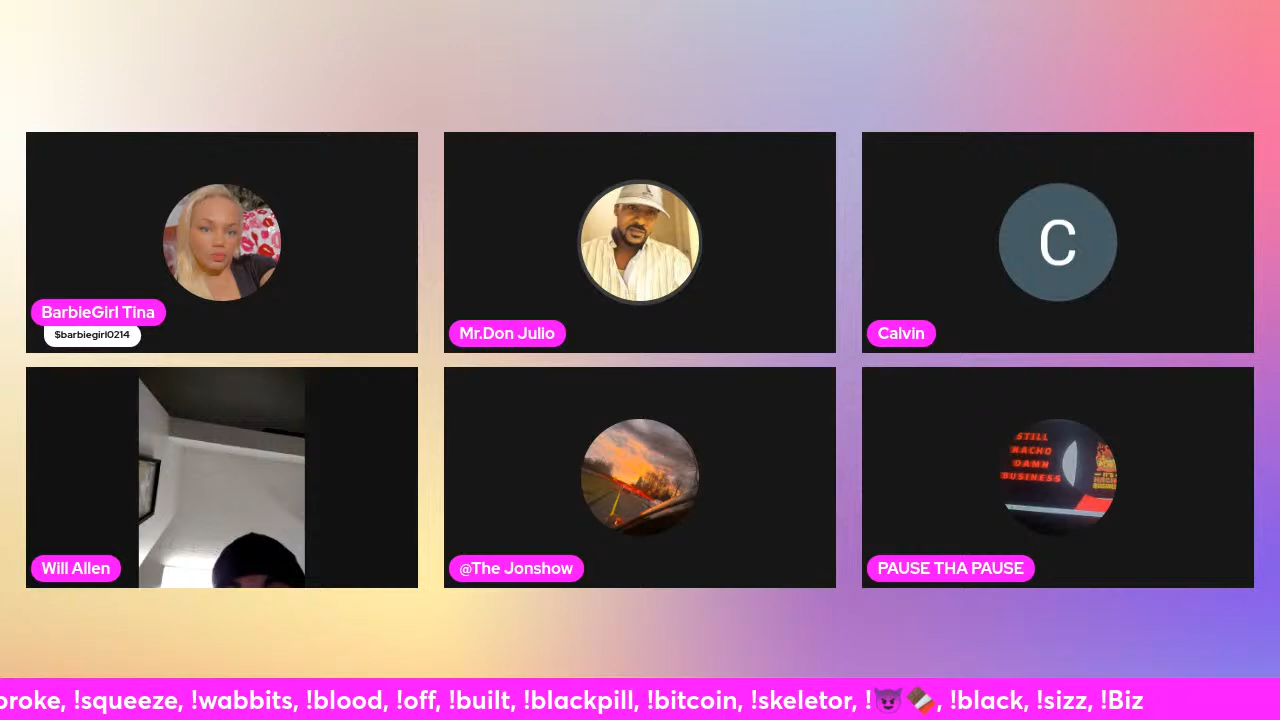 BarbieGirl Tina
$barbiegirl0214
Mr.Don Julio
C
Calvin
Will Allen
@The Jonshow
STILL
NACHO
DAMN
BUSINESS
PAUSE THA PAUSE
broke, !squeeze, !wabbits, !blood, !off, !built, !blackpill, !bitcoin, !skeletor, !😈🍫, !black, !sizz, !Biz